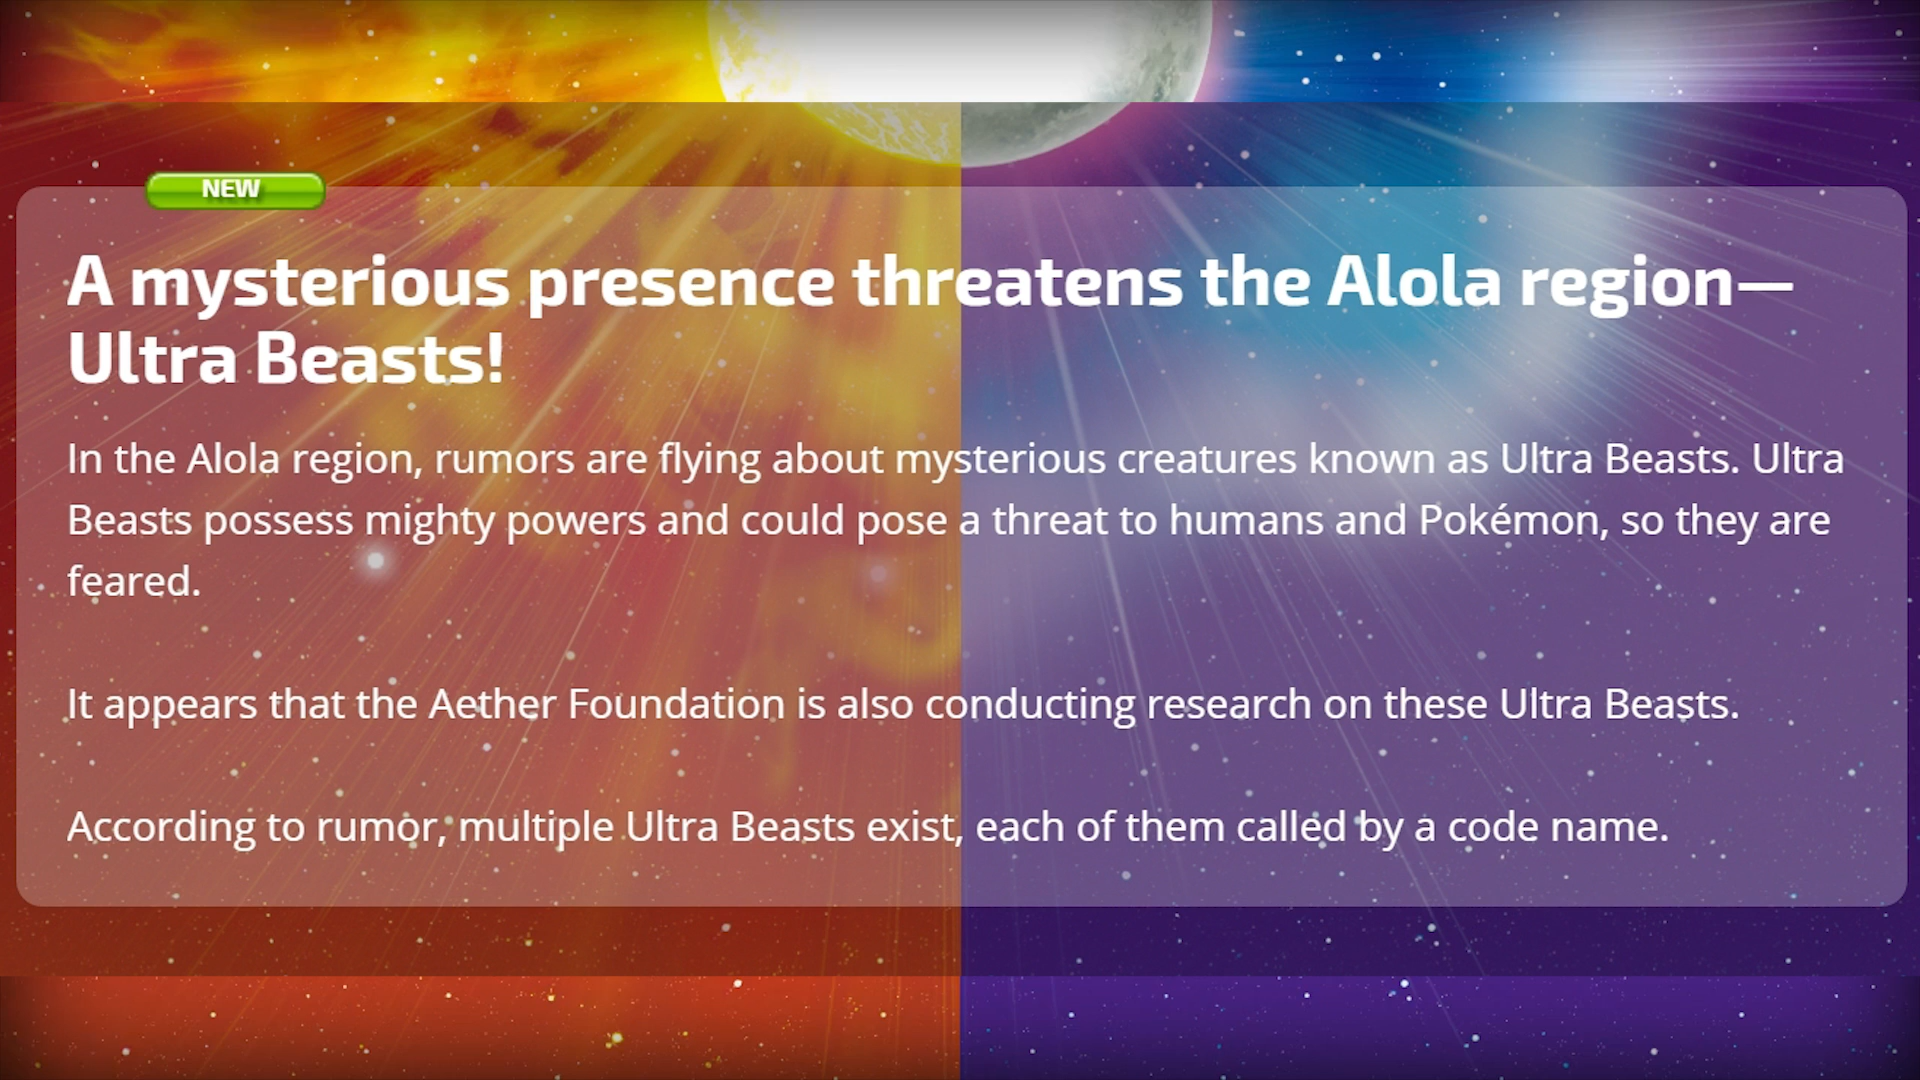 NEW
A mysterious presence threatens the Alola region—
Ultra Beasts!
In the Alola region, rumors are flying about mysterious creatures known as Ultra Beasts. Ultra
Beasts possess mighty powers and could pose a threat to humans and Pokémon, so they are
feared.
It appears that the Aether Foundation is also conducting research on these Ultra Beasts.
According to rumor, multiple Ultra Beasts exist, each of them called by a code name.